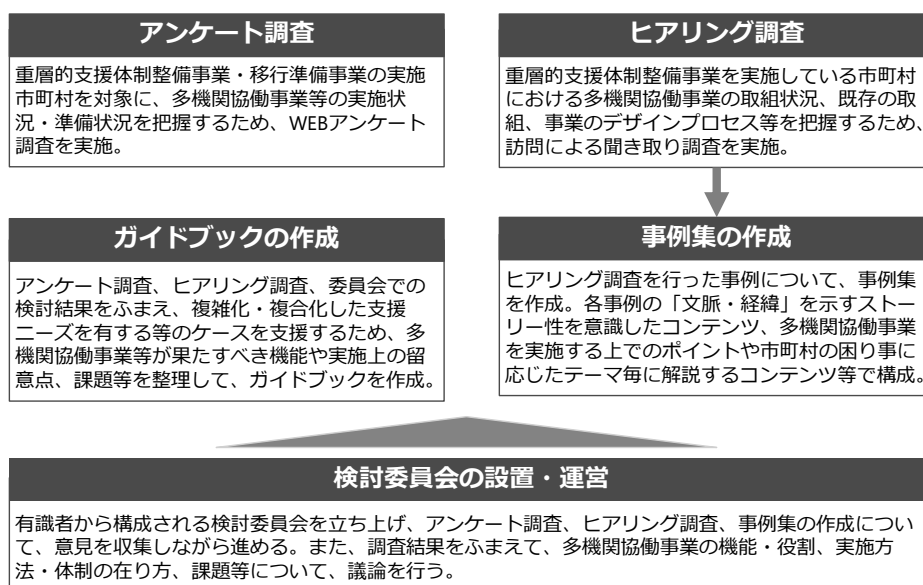 アンケート調査
重層的支援体制整備事業・移行準備事業の実施
市町村を対象に、多機関協働事業等の実施状
況・準備状況を把握するため、WEBアンケート
調査を実施。
ヒアリング調査
重層的支援体制整備事業を実施している市町村
における多機関協働事業の取組状況、既存の取
組、事業のデザインプロセス等を把握するため、
訪問による聞き取り調査を実施。
ガイドブックの作成
アンケート調査、ヒアリング調査、委員会での
検討結果をふまえ、複雑化・複合化した支援
ニーズを有する等のケースを支援するため、多
機関協働事業等が果たすべき機能や実施上の留
意点、課題等を整理して、ガイドブックを作成。
事例集の作成
ヒアリング調査を行った事例について、事例集
を作成。各事例の「文脈・経緯」を示すストー
リー性を意識したコンテンツ、多機関協働事業
を実施する上でのポイントや市町村の困り事に
応じたテーマ毎に解説するコンテンツ等で構成。
検討委員会の設置・運営
有識者から構成される検討委員会を立ち上げ、アンケート調査、ヒアリング調査、事例集の作成につい
て、意見を収集しながら進める。また、調査結果をふまえて、多機関協働事業の機能・役割、実施方
法・体制の在り方、課題等について、議論を行う。